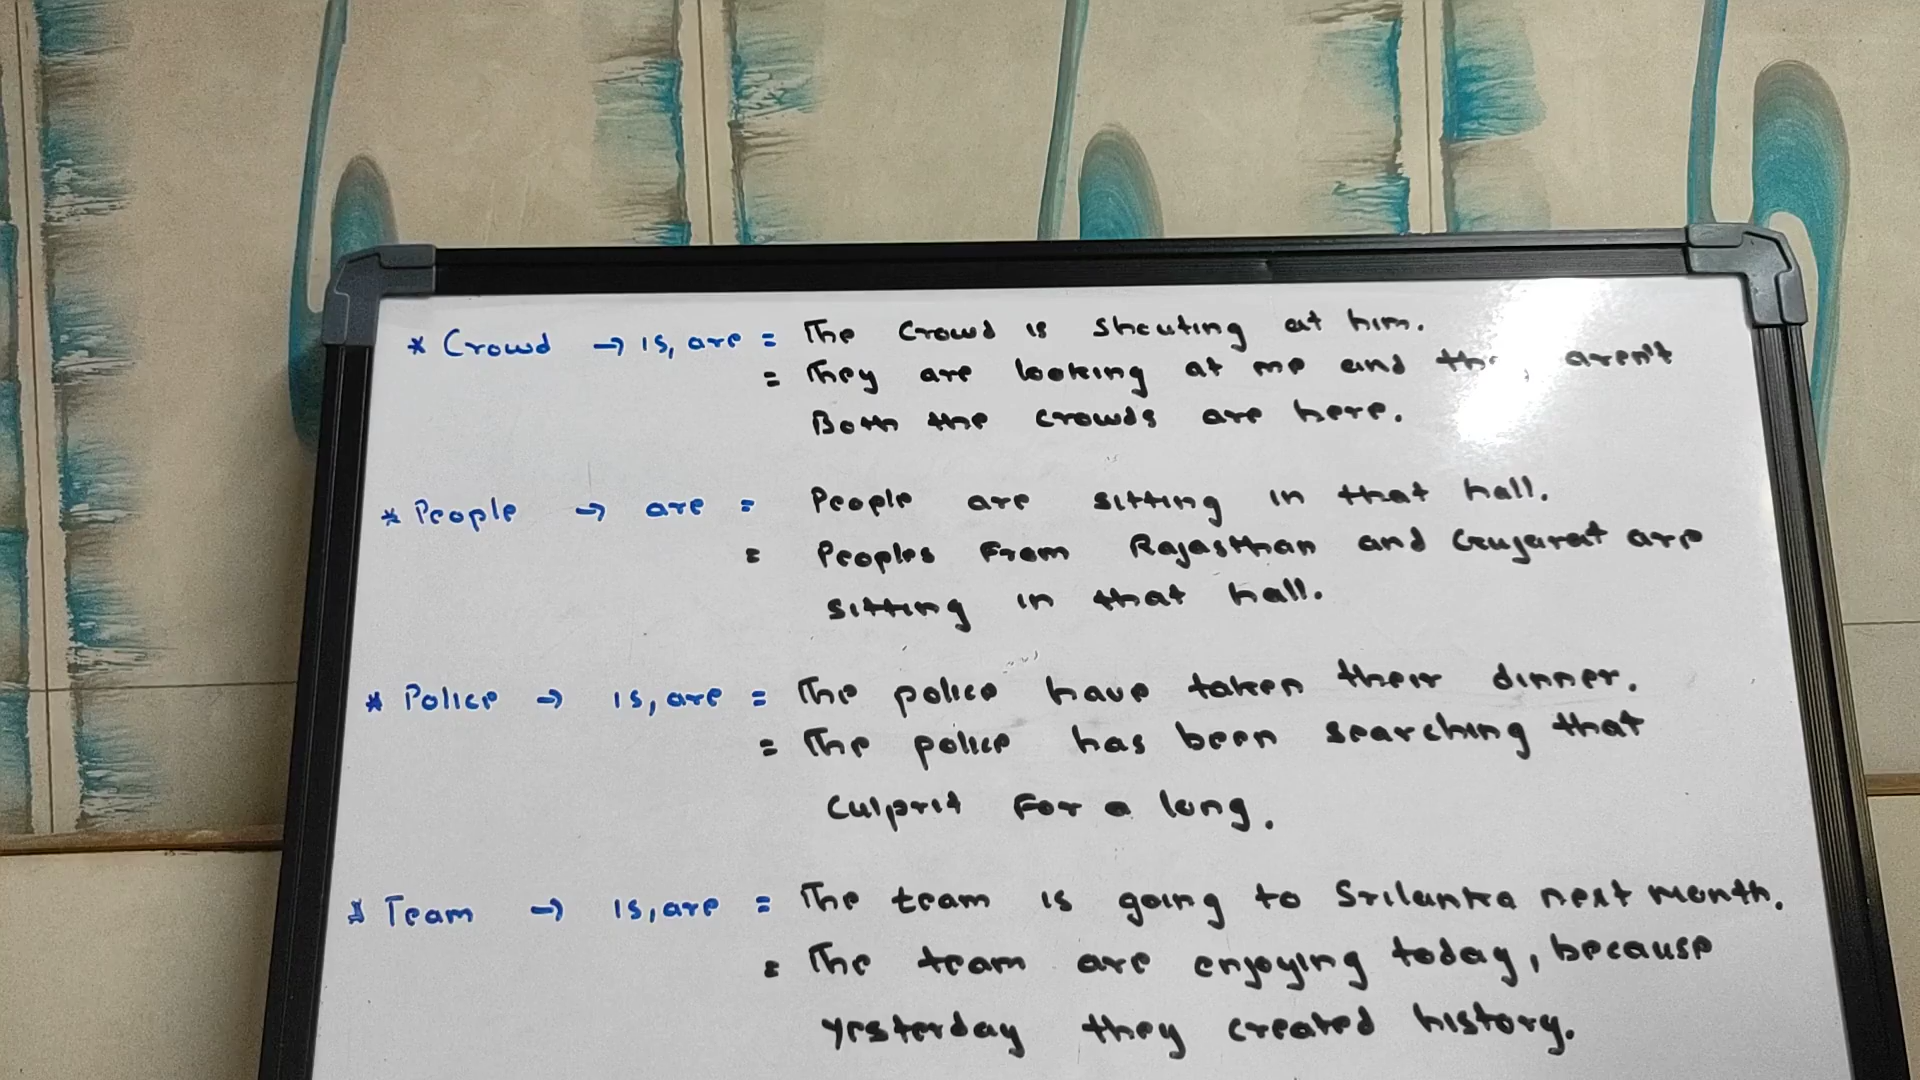 * Crowd → is, are = The crowd is shouting at him.
= They are looking at me and aren't
Both the crowds are here.
* People → are = People are sitting in that hall.
= Peoples from Rajasthan and Gujarat are
sitting in that hall.
* Police → is, are = The police have taken their dinner.
= The police has been searching that
culprit for a long.
* Team → is, are = The team is going to Srilanka next month.
= The team are enjoying today, because
yesterday they created history.